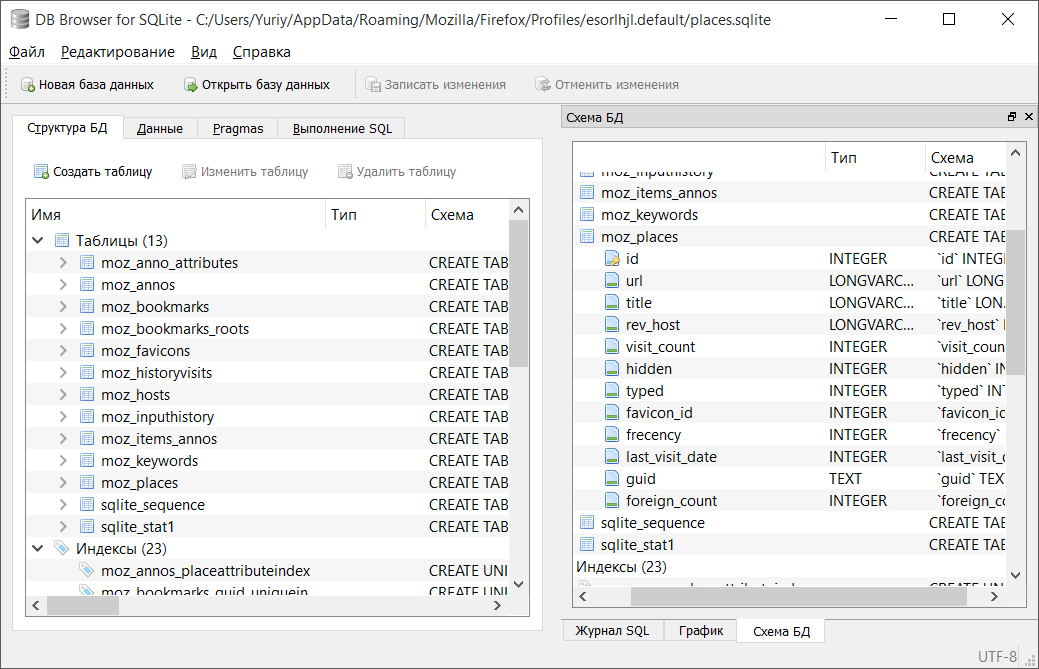 DB Browser for SQLite - C:/Users/Yuriy/AppData/Roaming/Mozilla/Firefox/Profiles/esorlhjl.default/places.sqlite
Файл Редактирование Вид Справка
Новая база данных Открыть базу данных Записать изменения Отменить изменения
Структура БД Данные Pragmas Выполнение SQL
Создать таблицу Изменить таблицу Удалить таблицу
Имя Тип Схема
Таблицы (13)
moz_anno_attributes CREATE TAB
moz_annos CREATE TAB
moz_bookmarks CREATE TAB
moz_bookmarks_roots CREATE TAB
moz_favicons CREATE TAB
moz_historyvisits CREATE TAB
moz_hosts CREATE TAB
moz_inputhistory CREATE TAB
moz_items_annos CREATE TAB
moz_keywords CREATE TAB
moz_places CREATE TAB
sqlite_sequence CREATE TAB
sqlite_stat1 CREATE TAB
Индексы (23)
moz_annos_placeattributeindex CREATE UNI
moz_bookmarks_guid_uniquein CREATE UNI
Схема БД
Тип Схема
moz_inputhistory CREATE TAE
moz_items_annos CREATE TAE
moz_keywords CREATE TAE
moz_places CREATE TAE
id INTEGER `id` INTEG
url LONGVARC... `url` LONG
title LONGVARC... `title` LON
rev_host LONGVARC... `rev_host`
visit_count INTEGER `visit_coun
hidden INTEGER `hidden` IN
typed INTEGER `typed` IN
favicon_id INTEGER `favicon_ic
frecency INTEGER `frecency`
last_visit_date INTEGER `last_visit_
guid TEXT `guid` TEX
foreign_count INTEGER `foreign_cc
sqlite_sequence CREATE TAE
sqlite_stat1 CREATE TAE
Индексы (23)
Журнал SQL График Схема БД
UTF-8